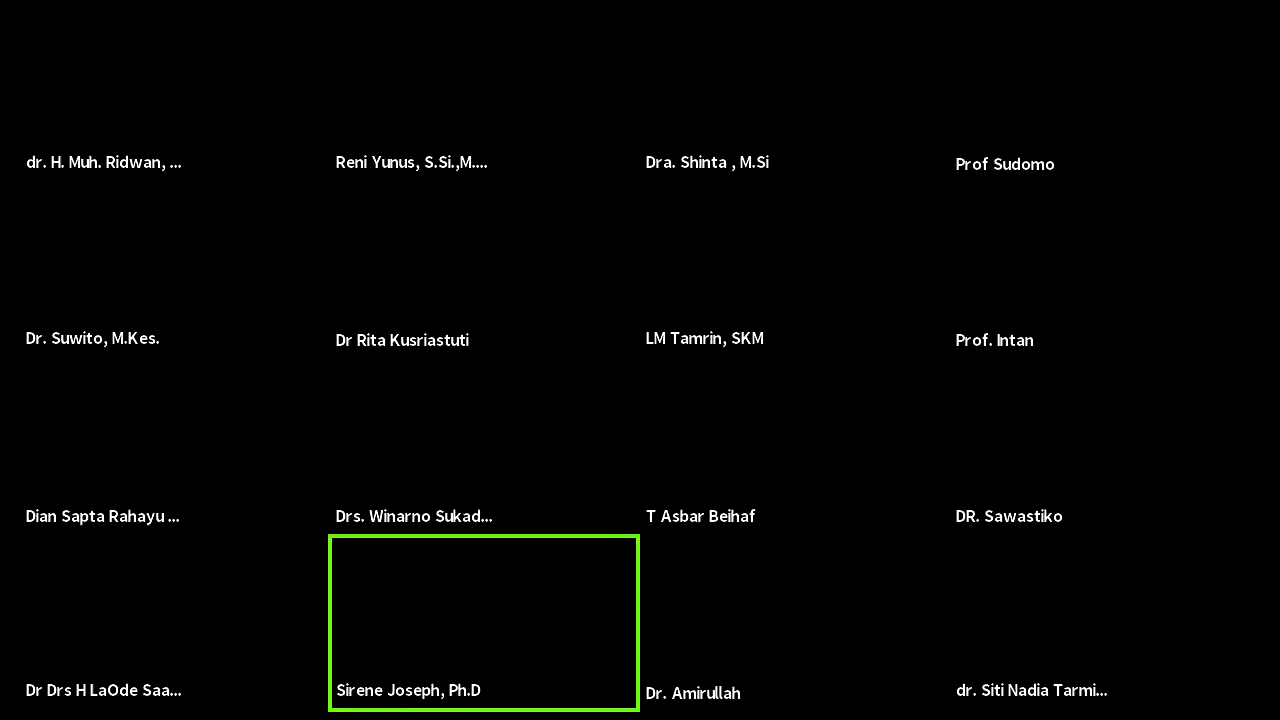 dr. H. Muh. Ridwan, ...
Reni Yunus, S.Si.,M....
Dra. Shinta , M.Si
Prof Sudomo
Dr. Suwito, M.Kes.
Dr Rita Kusriastuti
LM Tamrin, SKM
Prof. Intan
Dian Sapta Rahayu ...
Drs. Winarno Sukad...
T Asbar Beihaf
DR. Sawastiko
Dr Drs H LaOde Saa...
Sirene Joseph, Ph.D
Dr. Amirullah
dr. Siti Nadia Tarmi...